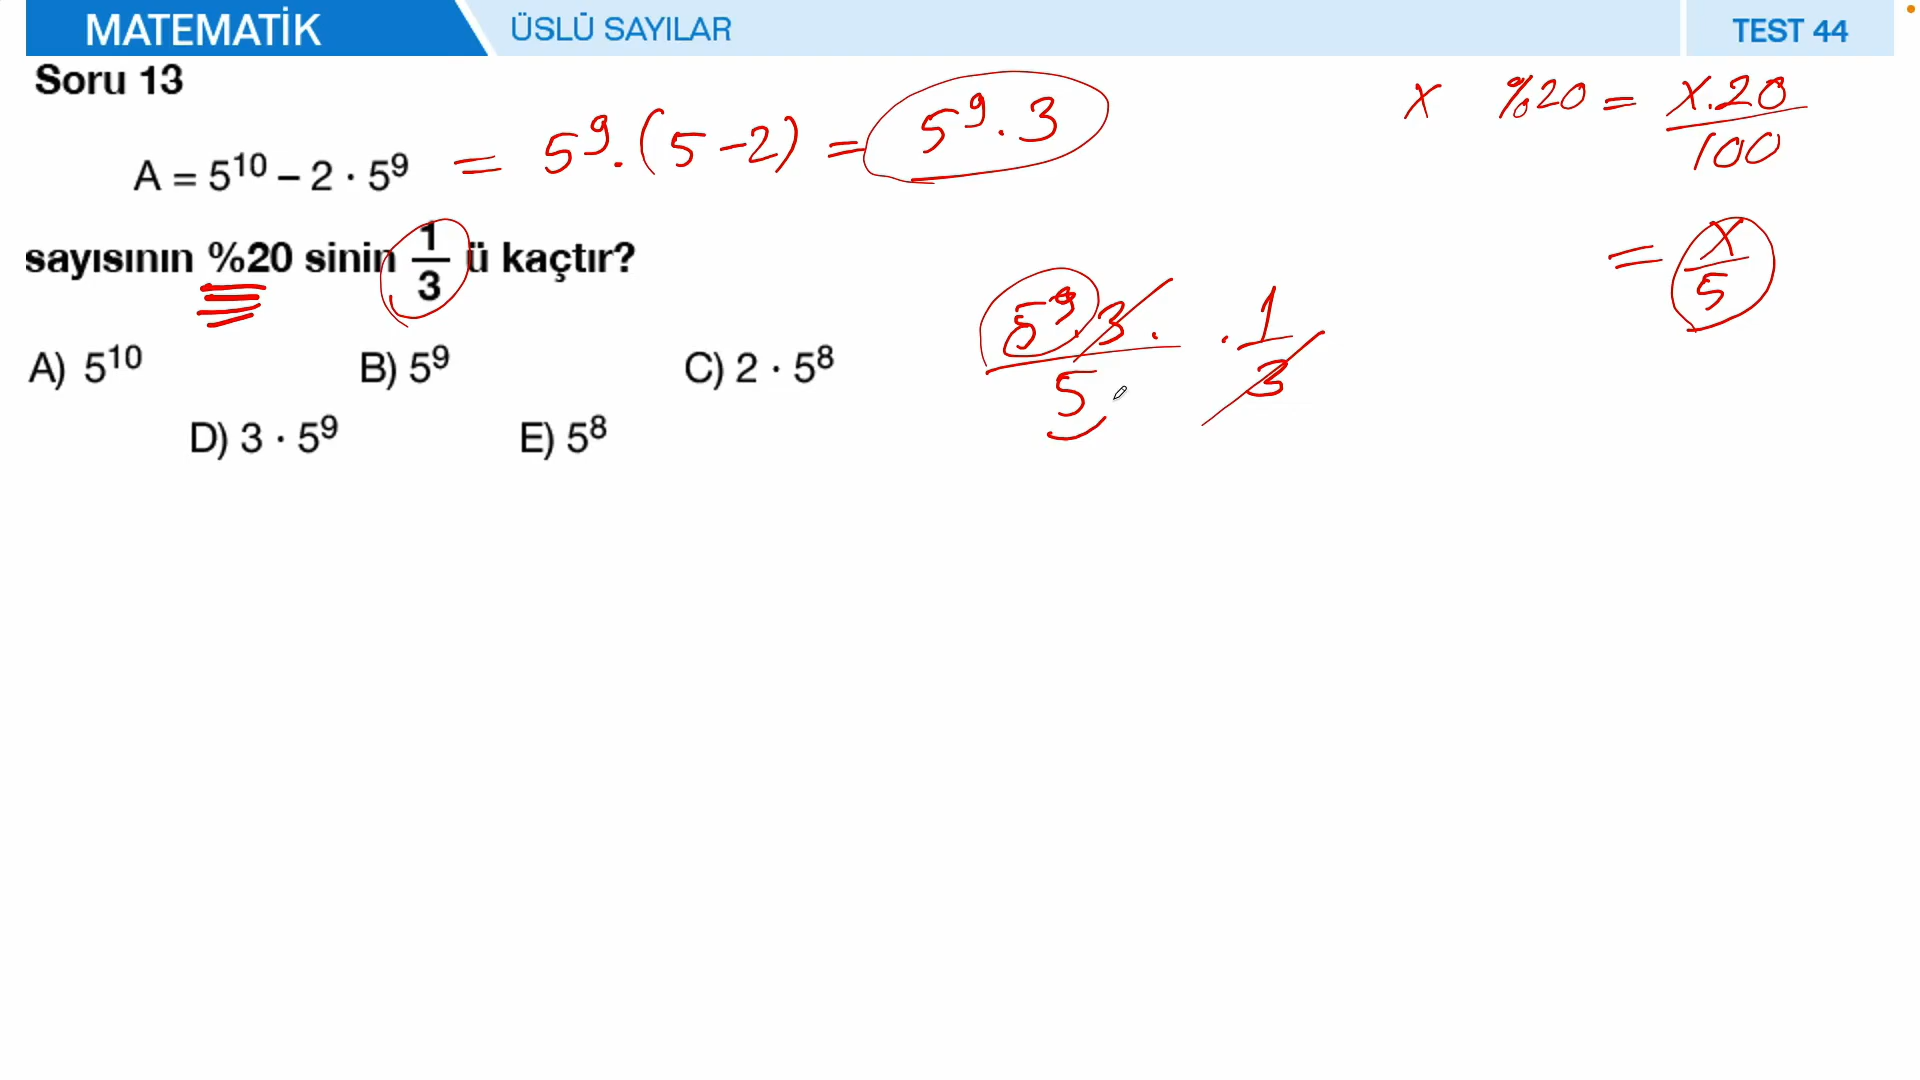 MATEMATİK ÜSLÜ SAYILAR TEST 44
Soru 13
A = 5¹⁰ – 2 · 5⁹ = 5⁹.(5–2) = 5⁹.3
x %20 = x.20/100
= x/5
sayısının %20 sinin 1/3 ü kaçtır?
5⁹.3./5 . 1/3
A) 5¹⁰ B) 5⁹ C) 2 · 5⁸
D) 3 · 5⁹ E) 5⁸